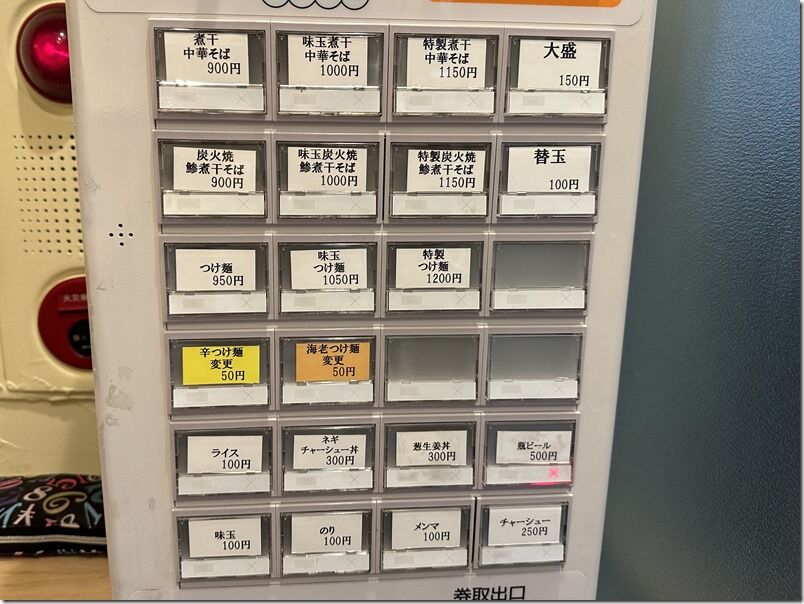 煮干
中華そば
900円
味玉煮干
中華そば
1000円
特製煮干
中華そば
1150円
大盛
150円
炭火焼
鯵煮干そば
900円
味玉炭火焼
鯵煮干そば
1000円
特製炭火焼
鯵煮干そば
1150円
替玉
100円
つけ麺
950円
味玉
つけ麺
1050円
特製
つけ麺
1200円
辛つけ麺
変更
50円
海老つけ麺
変更
50円
ライス
100円
ネギ
チャーシュー丼
300円
葱生姜丼
300円
瓶ビール
500円
味玉
100円
のり
100円
メンマ
100円
チャーシュー
250円
券取出口